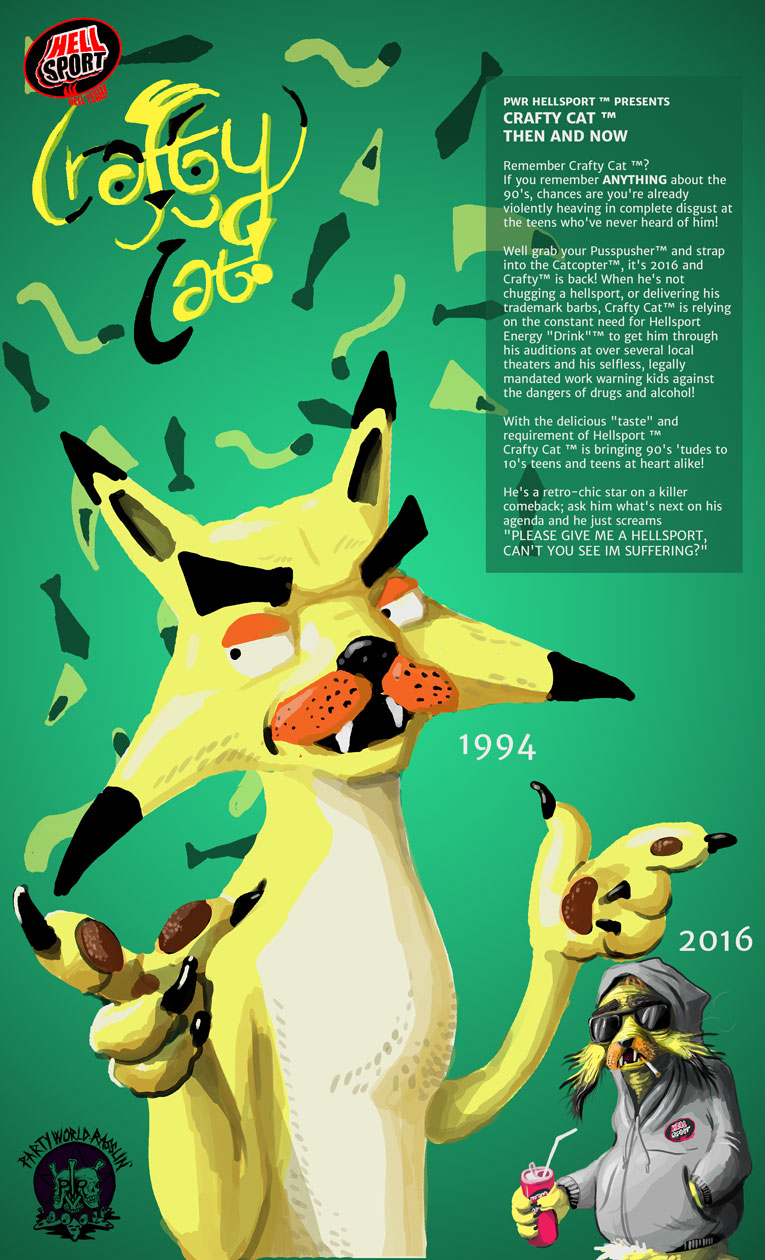 HELL
SPORT
Crafty
Cat!
PWR HELLSPORT ™ PRESENTS
CRAFTY CAT ™
THEN AND NOW
Remember Crafty Cat ™?
If you remember ANYTHING about the
90's, chances are you're already
violently heaving in complete disgust at
the teens who've never heard of him!
Well grab your Pusspusher™ and strap
into the Catcopter™, it's 2016 and
Crafty™ is back! When he's not
chugging a hellsport, or delivering his
trademark barbs, Crafty Cat™ is relying
on the constant need for Hellsport
Energy "Drink"™ to get him through
his auditions at over several local
theaters and his selfless, legally
mandated work warning kids against
the dangers of drugs and alcohol!
With the delicious "taste" and
requirement of Hellsport ™
Crafty Cat ™ is bringing 90's 'tudes to
10's teens and teens at heart alike!
He's a retro-chic star on a killer
comeback; ask him what's next on his
agenda and he just screams
"PLEASE GIVE ME A HELLSPORT,
CAN'T YOU SEE IM SUFFERING?"
1994
2016
HELL
SPORT
PARTY WORLD RASSLIN'